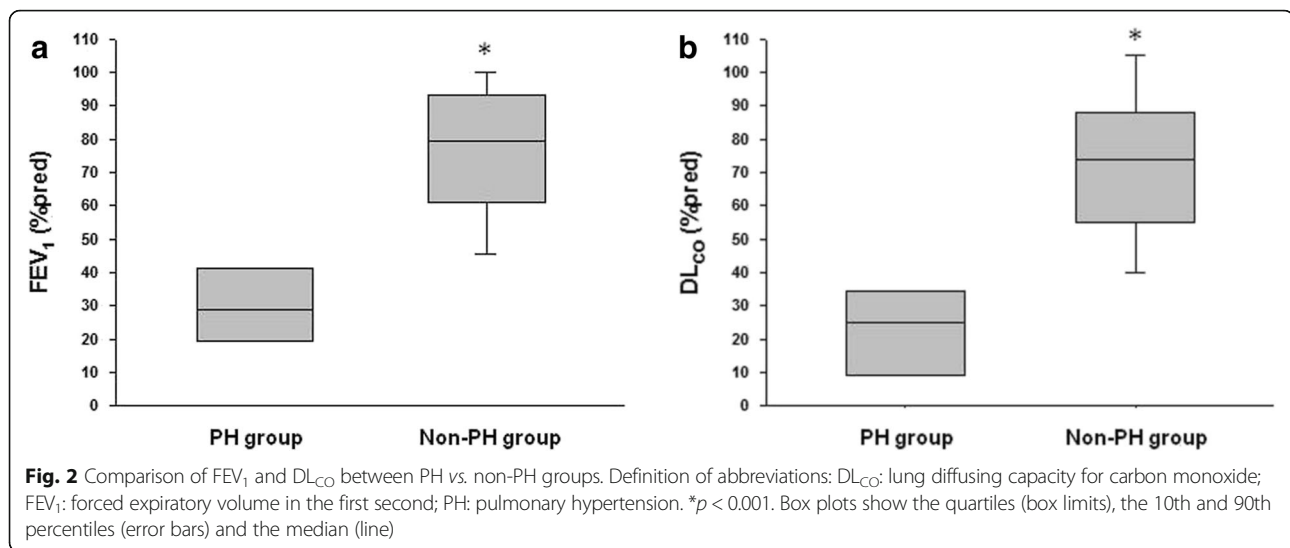 a
*
110
100
90
80
70
60
50
40
30
20
10
0
FEV₁ (%pred)
PH group Non-PH group
b
*
110
100
90
80
70
60
50
40
30
20
10
0
DL_CO (%pred)
PH group Non-PH group
Fig. 2 Comparison of FEV₁ and DL_CO between PH vs. non-PH groups. Definition of abbreviations: DL_CO: lung diffusing capacity for carbon monoxide;
FEV₁: forced expiratory volume in the first second; PH: pulmonary hypertension. *p < 0.001. Box plots show the quartiles (box limits), the 10th and 90th
percentiles (error bars) and the median (line)